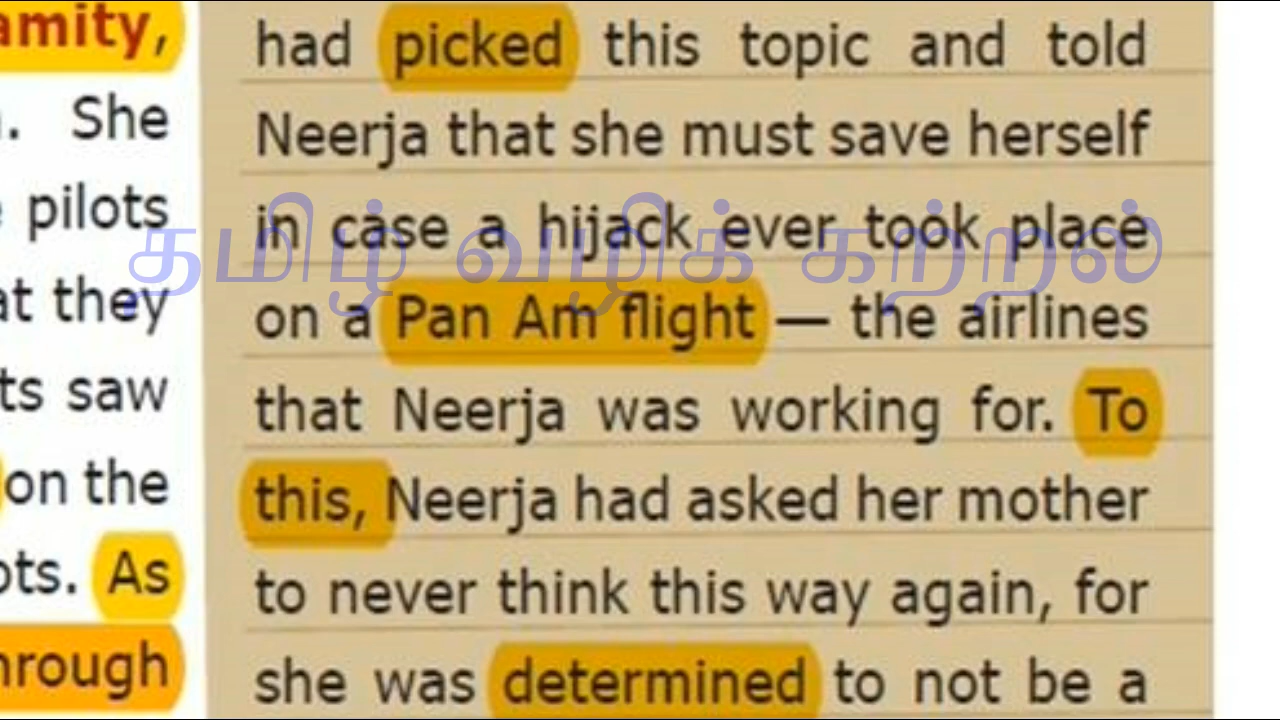 amity,
She
pilots
at they
ts saw
on the
ots. As
hrough
had picked this topic and told
Neerja that she must save herself
in case a hijack ever took place
on a Pan Am flight — the airlines
that Neerja was working for. To
this, Neerja had asked her mother
to never think this way again, for
she was determined to not be a
தமிழ் வழிக் கற்றல்